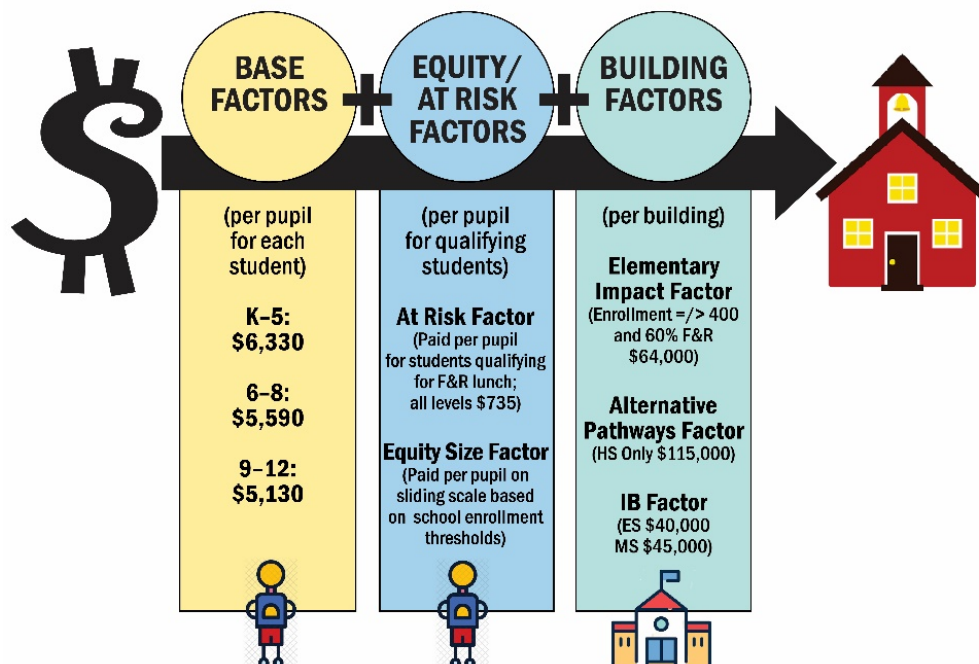 BASE
FACTORS
(per pupil
for each
student)
K–5:
$6,330
6–8:
$5,590
9–12:
$5,130
+
EQUITY/
AT RISK
FACTORS
(per pupil
for qualifying
students)
At Risk Factor
(Paid per pupil
for students qualifying
for F&R lunch;
all levels $735)
Equity Size Factor
(Paid per pupil on
sliding scale based
on school enrollment
thresholds)
+
BUILDING
FACTORS
(per building)
Elementary
Impact Factor
(Enrollment =/> 400
and 60% F&R
$64,000)
Alternative
Pathways Factor
(HS Only $115,000)
IB Factor
(ES $40,000
MS $45,000)